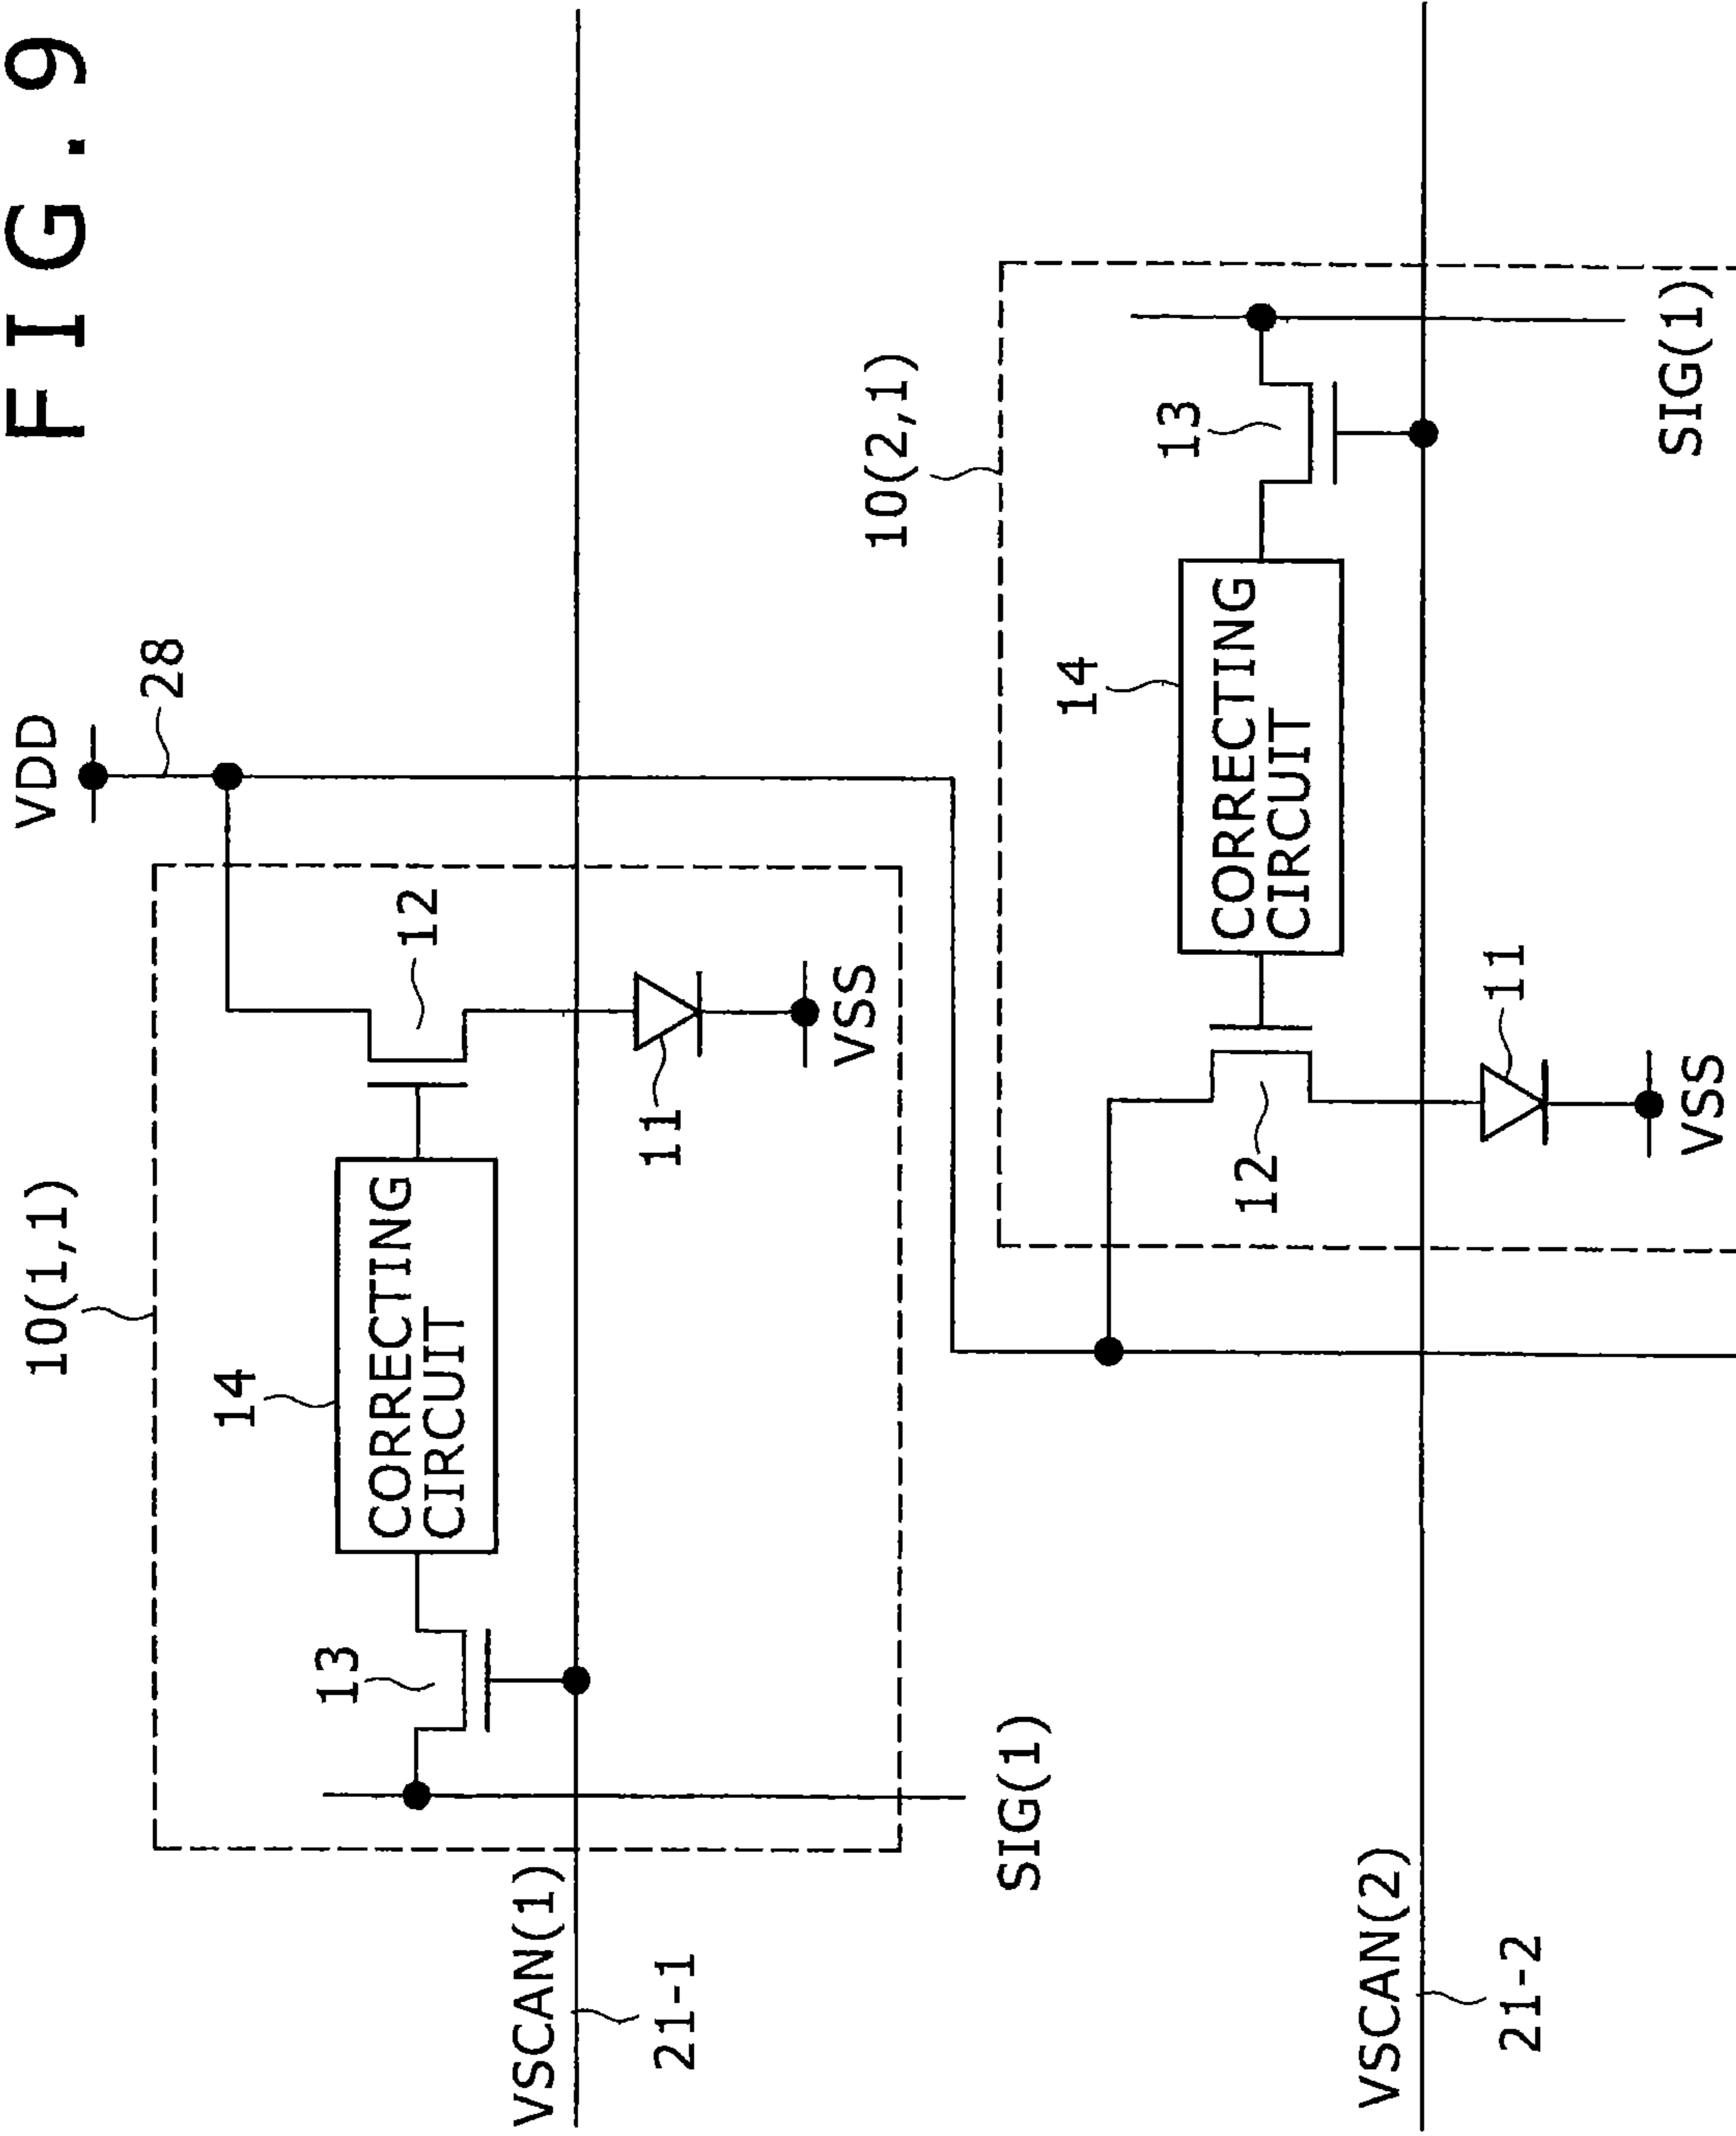 FIG.9
VDD
28
10(1,1)
14
12
13
CORRECTING
CIRCUIT
VSCAN(1)
21-1
11
VSS
SIG(1)
10(2,1)
14
13
CORRECTING
CIRCUIT
12
VSCAN(2)
21-2
11
VSS
SIG(1)